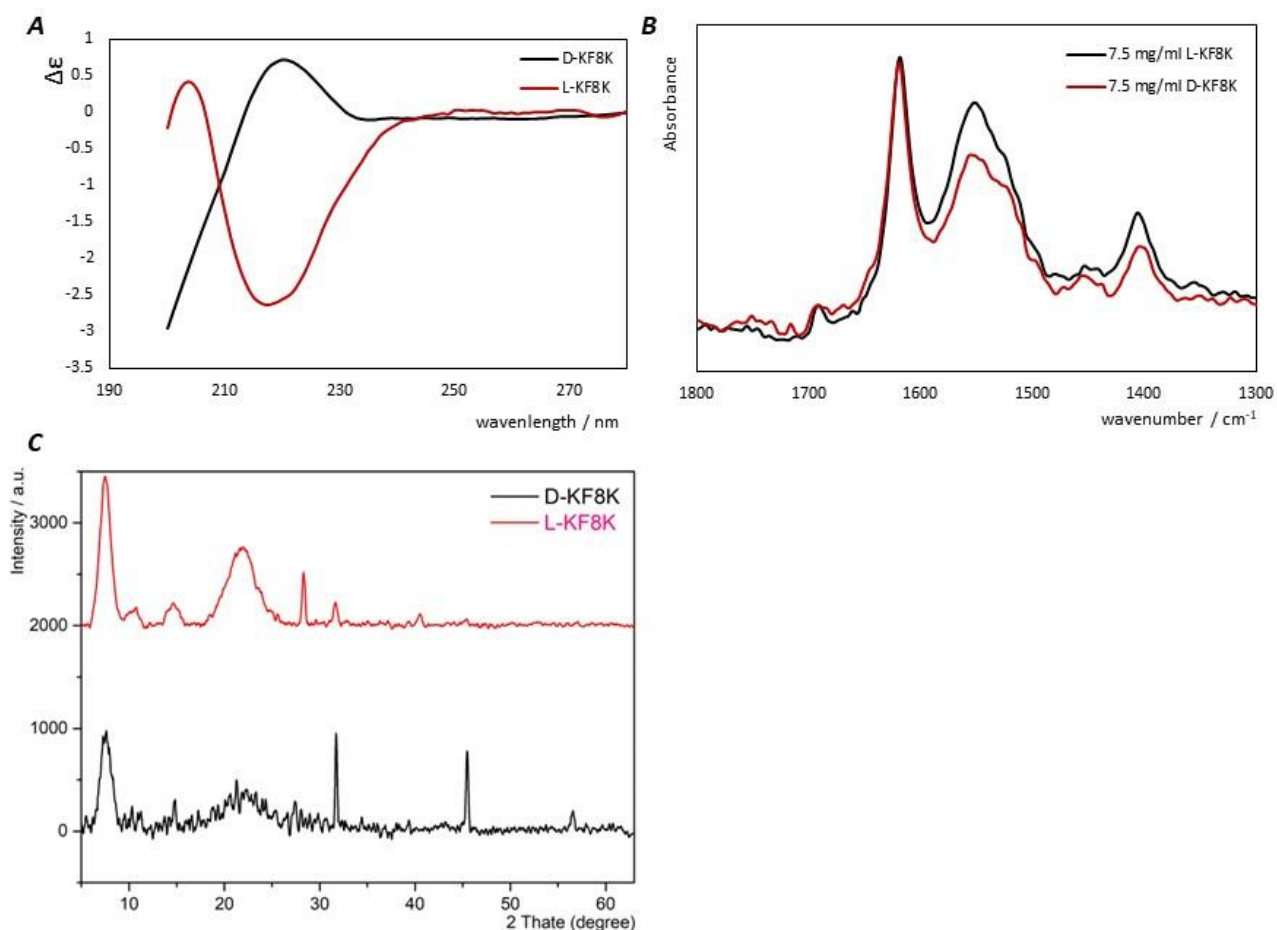 A
Δε
1
0.5
0
-0.5
-1
-1.5
-2
-2.5
-3
-3.5
190
210
230
250
270
wavenlength / nm
D-KF8K
L-KF8K
B
Absorbance
7.5 mg/ml L-KF8K
7.5 mg/ml D-KF8K
1800
1700
1600
1500
1400
1300
wavenumber / cm⁻¹
C
Intensity / a.u.
3000
2000
1000
0
10
20
30
40
50
60
2 Thate (degree)
D-KF8K
L-KF8K